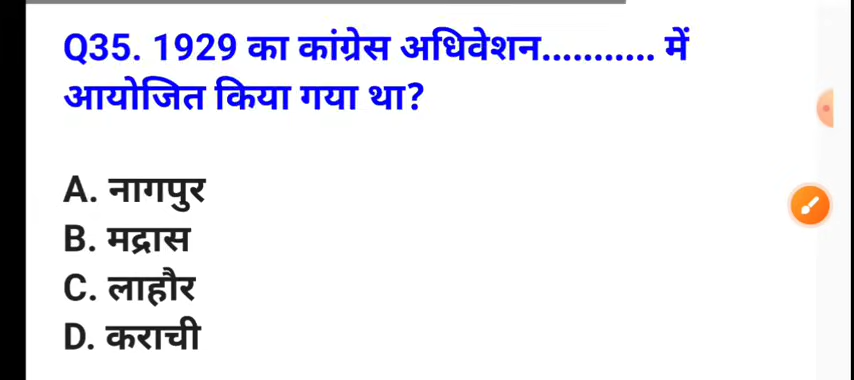 Q35. 1929 का कांग्रेस अधिवेशन........... में
आयोजित किया गया था?
A. नागपुर
B. मद्रास
C. लाहौर
D. कराची